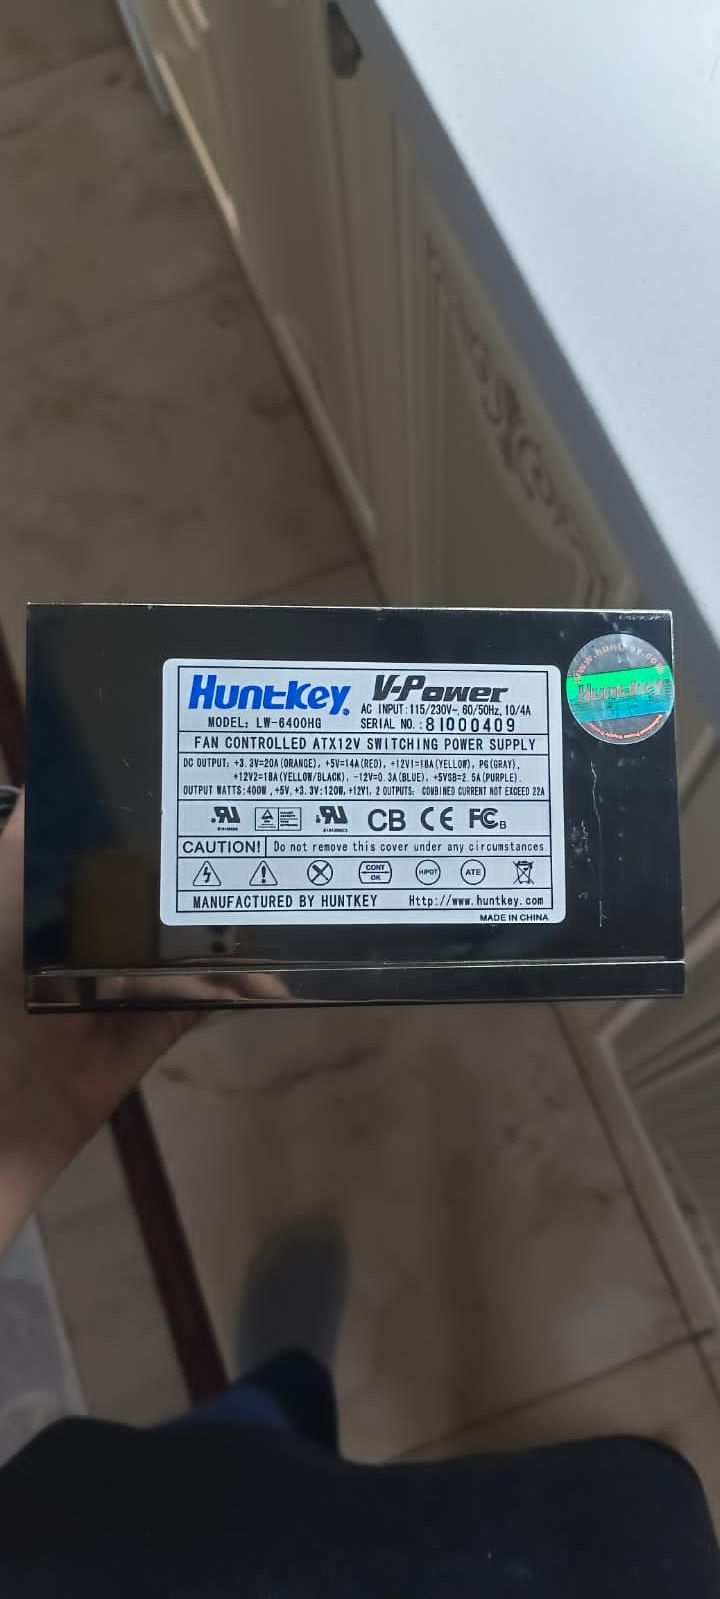 Huntkey® V-Power
AC INPUT:115/230V~, 60/50Hz, 10/4A
MODEL: LW-6400HG SERIAL NO.:81000409
FAN CONTROLLED ATX12V SWITCHING POWER SUPPLY
DC OUTPUT: +3.3V=20A(ORANGE), +5V=14A(RED), +12V1=18A(YELLOW), PG(GRAY),
+12V2=18A(YELLOW/BLACK), -12V=0.3A(BLUE), +5VSB=2.5A(PURPLE).
OUTPUT WATTS:400W ,+5V,+3.3V:120W,+12V1, 2 OUTPUTS: COMBINED CURRENT NOT EXCEED 22A
CB CE FC B
CAUTION! Do not remove this cover under any circumstances
CONT OK HIPOT ATE
MANUFACTURED BY HUNTKEY Http://www.huntkey.com
MADE IN CHINA
www.huntkey.com
Huntkey